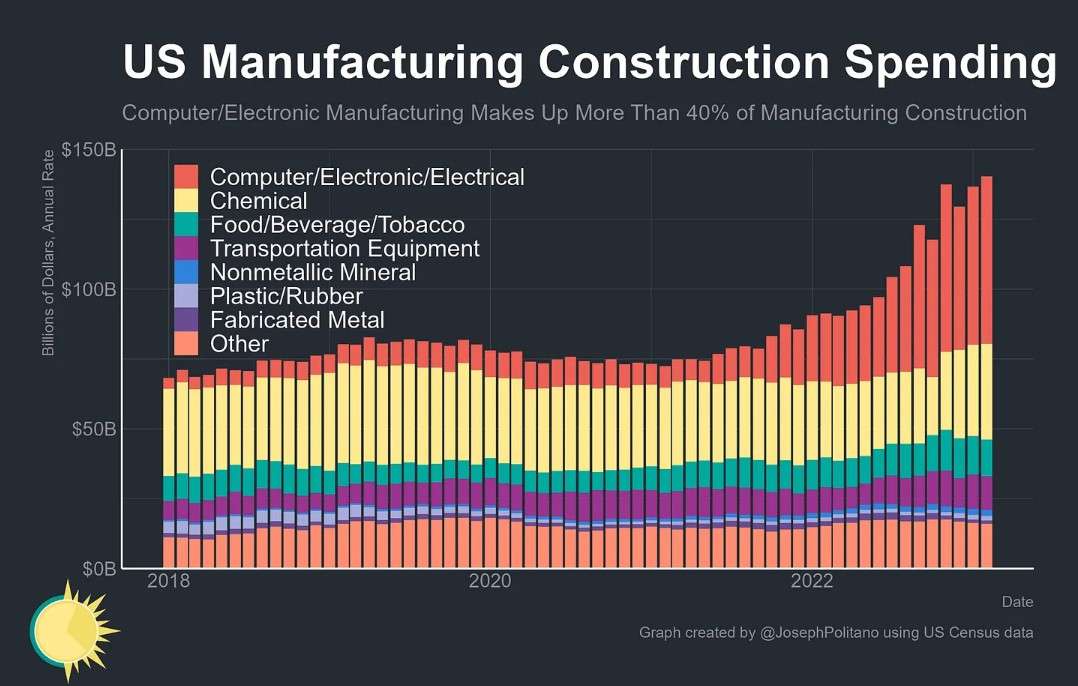 US Manufacturing Construction Spending
Computer/Electronic Manufacturing Makes Up More Than 40% of Manufacturing Construction
Billions of Dollars, Annual Rate
$150B
$100B
$50B
$0B
Computer/Electronic/Electrical
Chemical
Food/Beverage/Tobacco
Transportation Equipment
Nonmetallic Mineral
Plastic/Rubber
Fabricated Metal
Other
2018 2020 2022
Date
Graph created by @JosephPolitano using US Census data